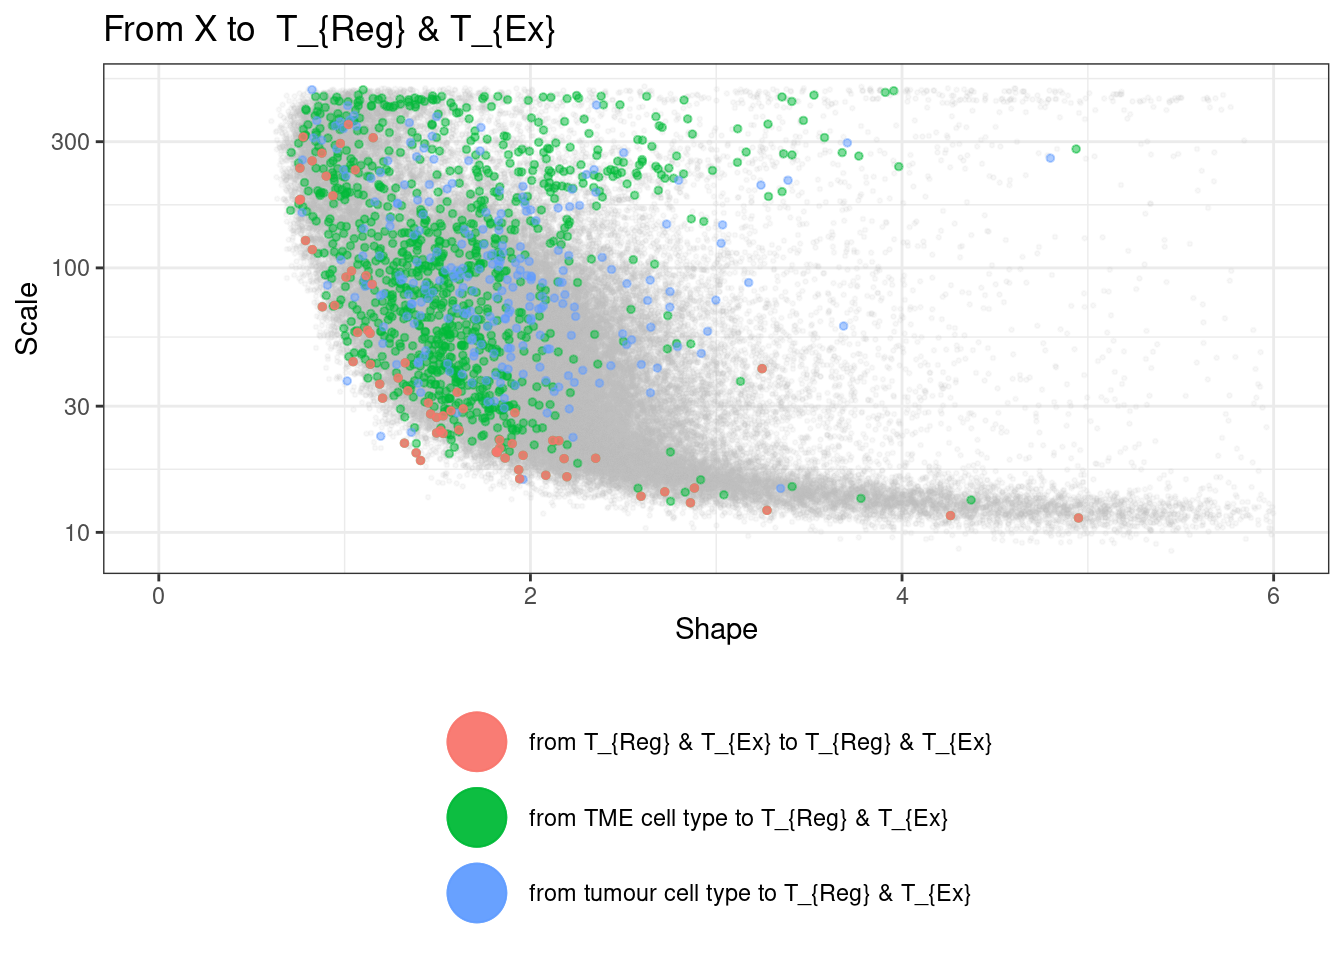 From X to  T_{Reg} & T_{Ex}
Scale
300
100
30
10
0
2
4
6
Shape
from T_{Reg} & T_{Ex} to T_{Reg} & T_{Ex}
from TME cell type to T_{Reg} & T_{Ex}
from tumour cell type to T_{Reg} & T_{Ex}